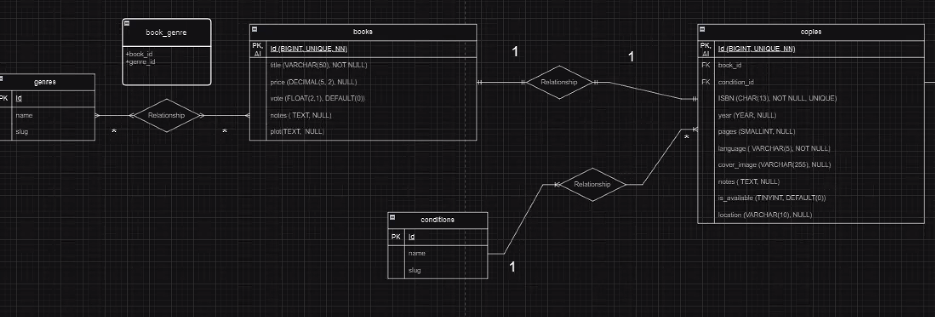 book_genre
+book_id
+genre_id
genres
PK
id
name
slug
*
Relationship
*
books
PK, AI
id (BIGINT, UNIQUE, NN)
title (VARCHAR(50), NOT NULL)
price (DECIMAL(5, 2), NULL)
vote (FLOAT(2,1), DEFAULT(0))
notes ( TEXT, NULL)
plot(TEXT, NULL)
1
Relationship
1
conditions
PK
id
name
slug
1
Relationship
*
copies
PK, AI
id (BIGINT, UNIQUE, NN)
FK book_id
FK condition_id
ISBN (CHAR(13), NOT NULL, UNIQUE)
year (YEAR, NULL)
pages (SMALLINT, NULL)
language ( VARCHAR(5), NOT NULL)
cover_image (VARCHAR(255), NULL)
notes ( TEXT, NULL)
is_available (TINYINT, DEFAULT(0))
location (VARCHAR(10), NULL)